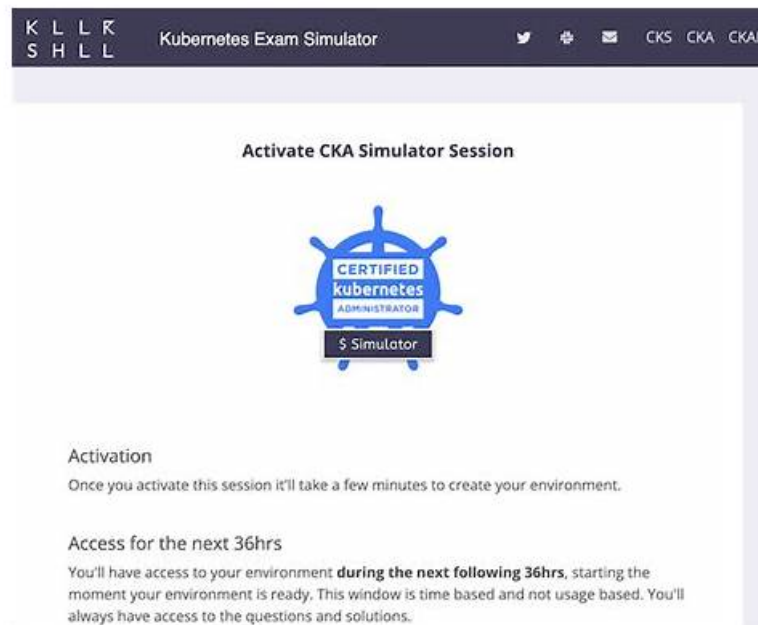 KLLR
SHLL
Kubernetes Exam Simulator
CKS CKA CKA
Activate CKA Simulator Session
CERTIFIED
kubernetes
ADMINISTRATOR
$ Simulator
Activation
Once you activate this session it'll take a few minutes to create your environment.
Access for the next 36hrs
You'll have access to your environment during the next following 36hrs, starting the
moment your environment is ready. This window is time based and not usage based. You'll
always have access to the questions and solutions.